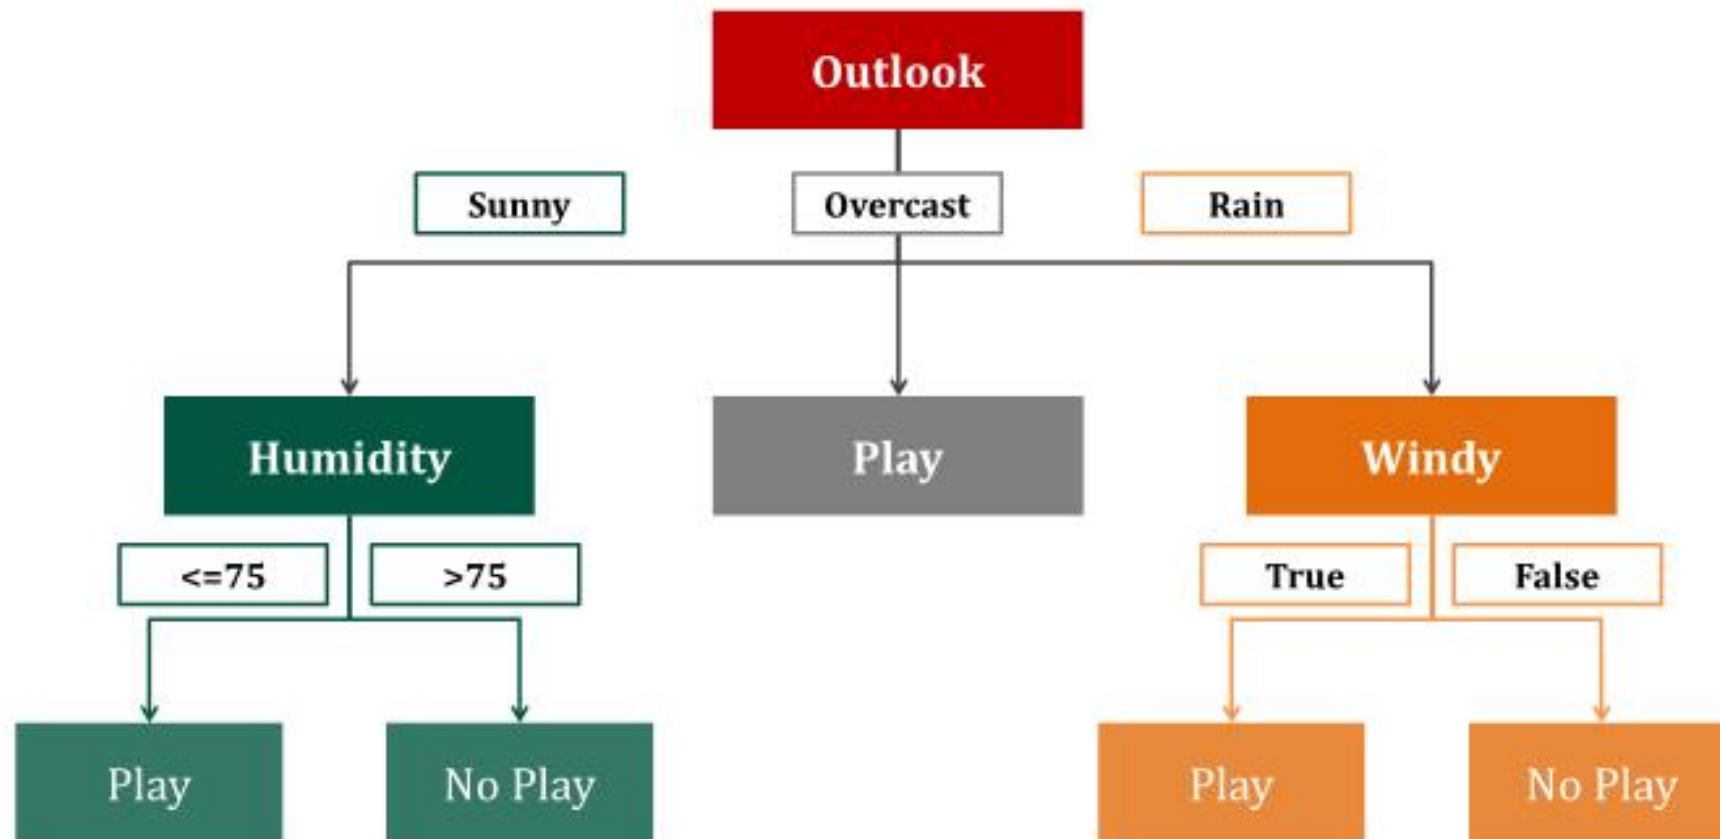 Outlook
Sunny
Overcast
Rain
Humidity
Play
Windy
<=75
>75
True
False
Play
No Play
Play
No Play